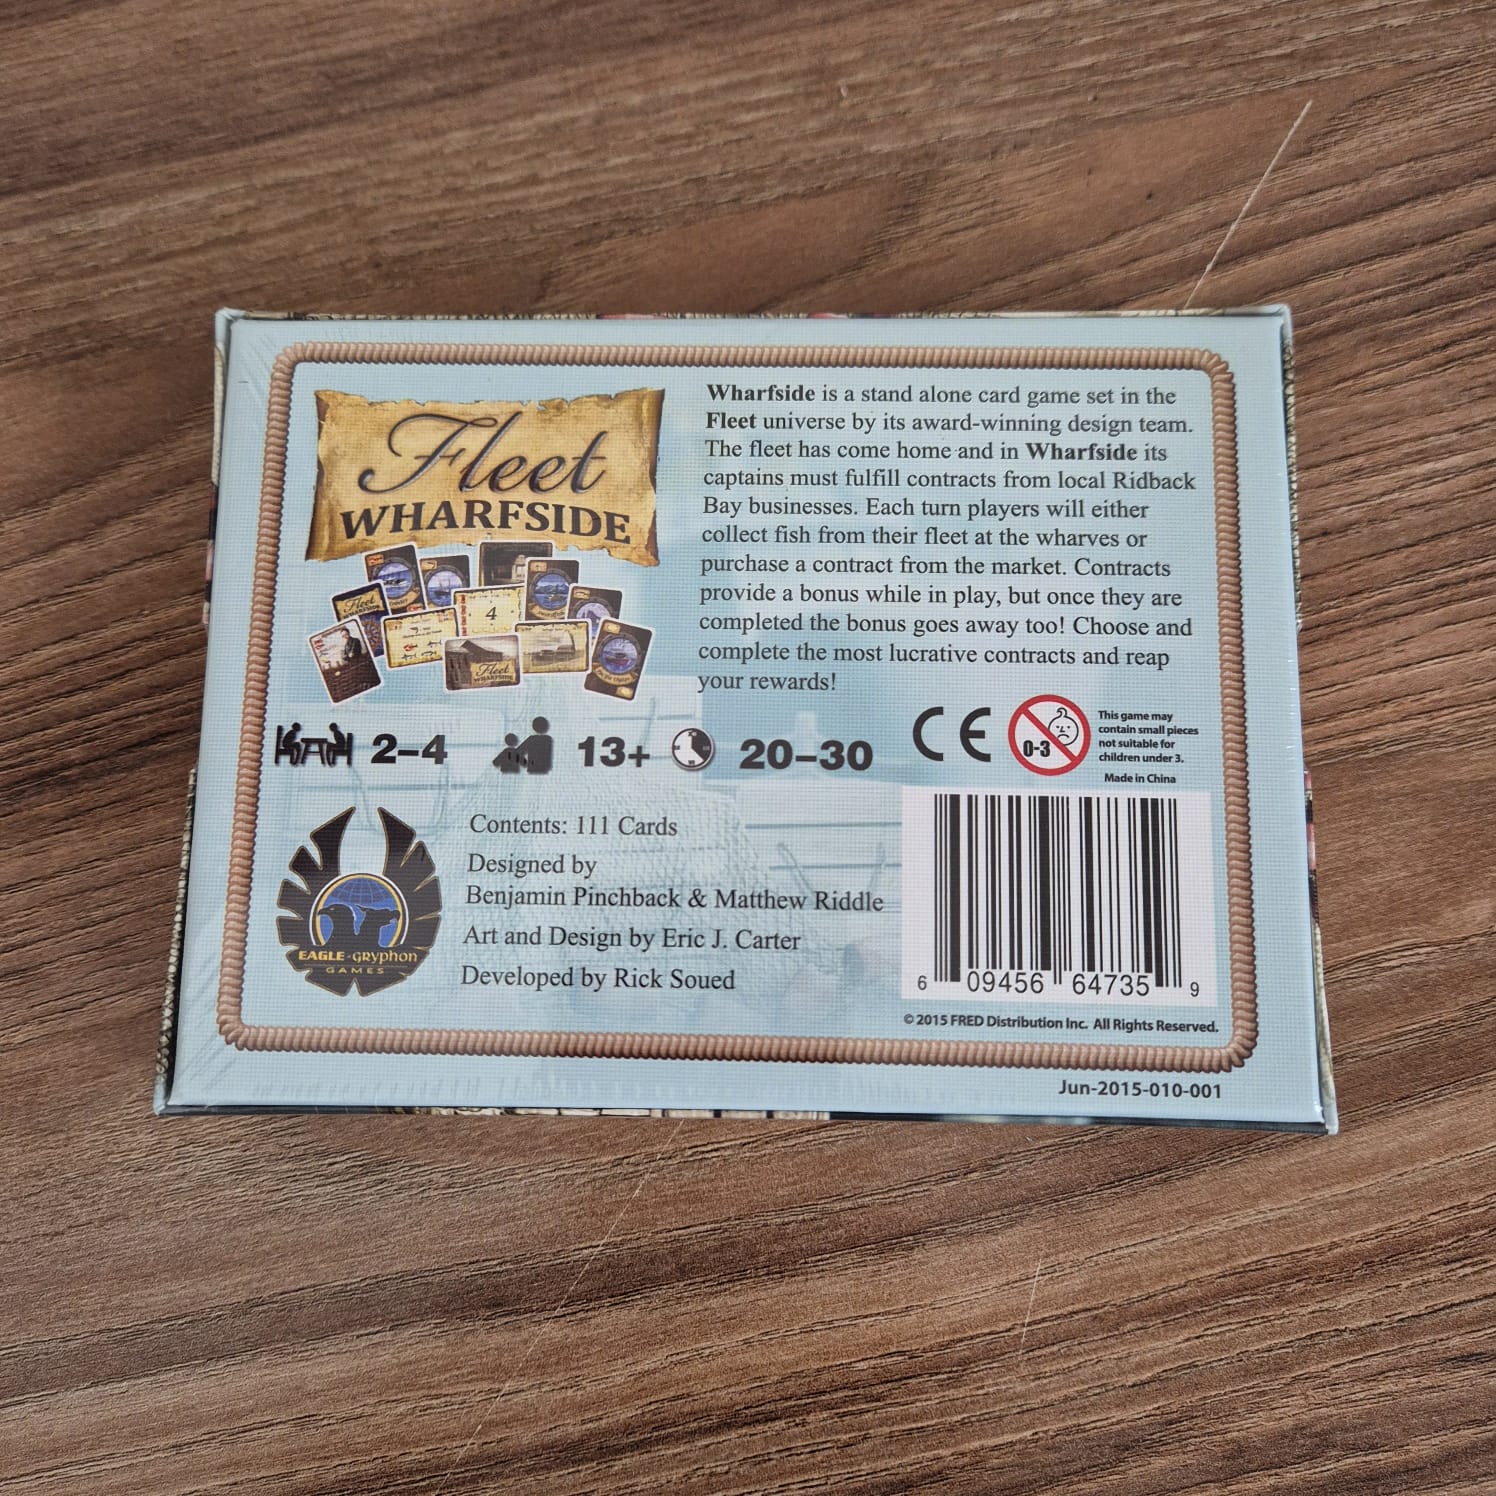 Fleet
WHARFSIDE
Wharfside is a stand alone card game set in the
Fleet universe by its award-winning design team.
The fleet has come home and in Wharfside its
captains must fulfill contracts from local Ridback
Bay businesses. Each turn players will either
collect fish from their fleet at the wharves or
purchase a contract from the market. Contracts
provide a bonus while in play, but once they are
completed the bonus goes away too! Choose and
complete the most lucrative contracts and reap
your rewards!
Fleet
4
Fleet
WHARFSIDE
2–4
13+
20–30
CE
0-3
This game may
contain small pieces
not suitable for
children under 3.
Made in China
Contents: 111 Cards
Designed by
Benjamin Pinchback & Matthew Riddle
Art and Design by Eric J. Carter
Developed by Rick Soued
EAGLE-GRYPHON
GAMES
6 09456 64735 9
© 2015 FRED Distribution Inc. All Rights Reserved.
Jun-2015-010-001